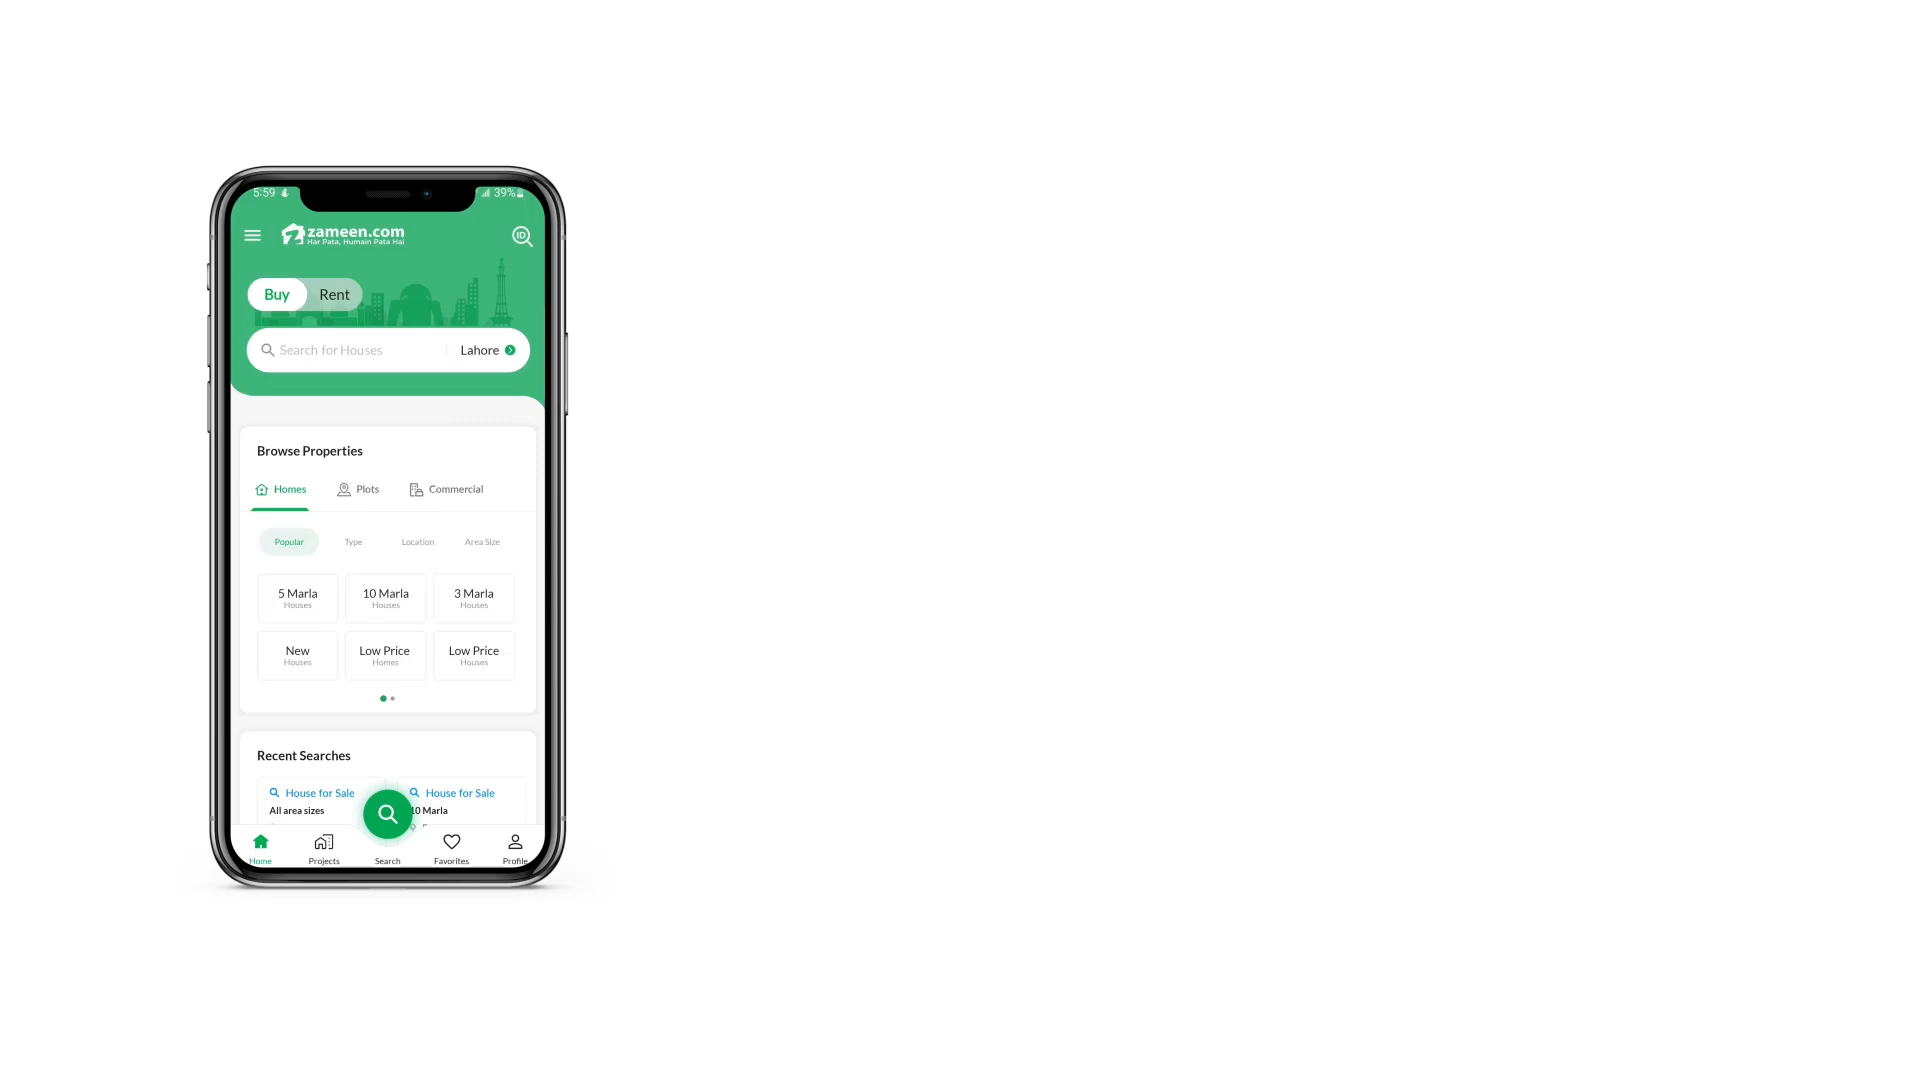 5:59
39%
zameen.com
Har Pata, Humain Pata Hai
ID
Buy Rent
Search for Houses Lahore
Browse Properties
Homes Plots Commercial
Popular Type Location Area Size
5 Marla 10 Marla 3 Marla
Houses Houses Houses
New Low Price Low Price
Houses Homes Houses
Recent Searches
House for Sale House for Sale
All area sizes 10 Marla
Home Projects Search Favorites Profile